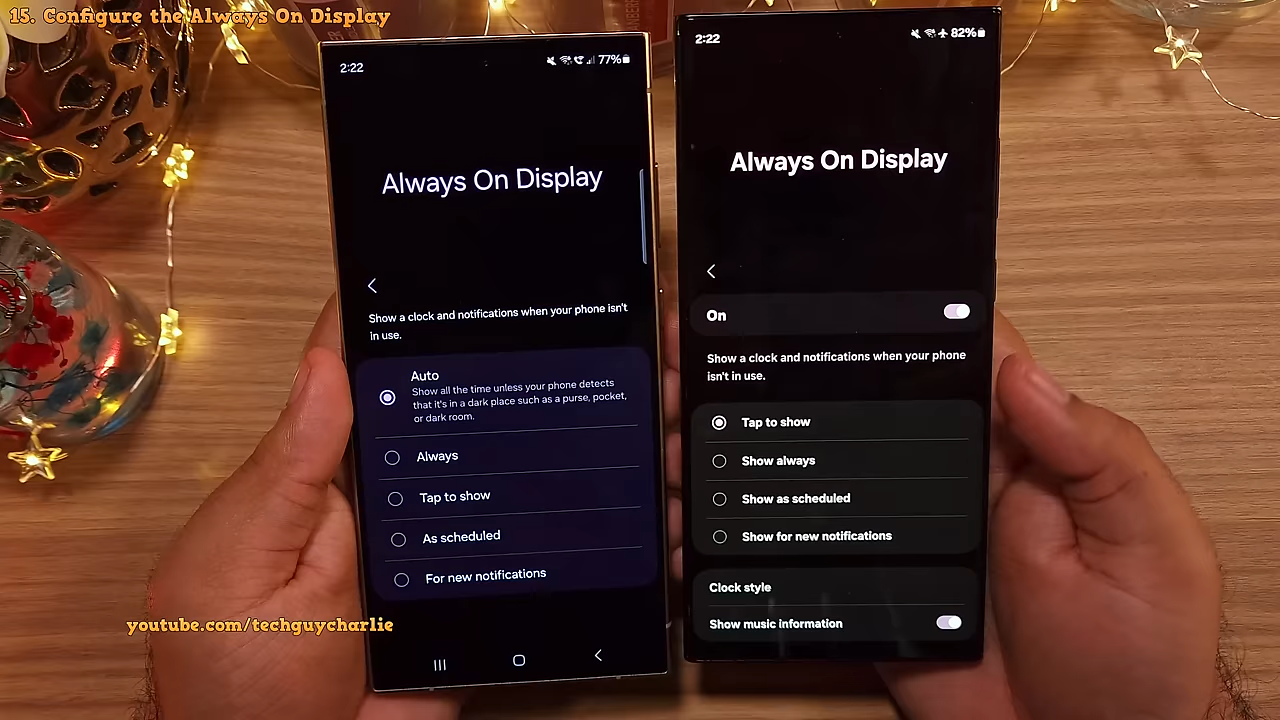 15. Configure the Always On Display
2:22
77%
Always On Display
Show a clock and notifications when your phone isn't
in use.
Auto
Show all the time unless your phone detects
that it's in a dark place such as a purse, pocket,
or dark room.
Always
Tap to show
As scheduled
For new notifications
2:22
82%
Always On Display
On
Show a clock and notifications when your phone
isn't in use.
Tap to show
Show always
Show as scheduled
Show for new notifications
Clock style
Show music information
youtube.com/techguycharlie